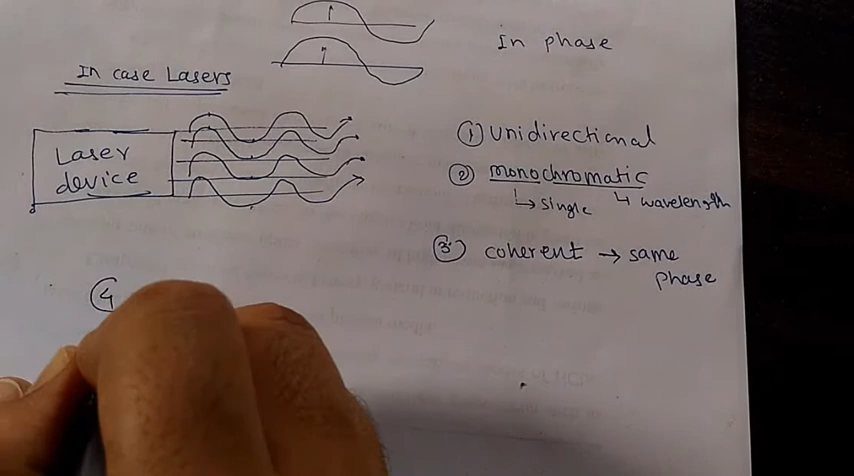 In phase
In case Lasers
Laser
device
① Unidirectional
② monochromatic
↳ single ↳ wavelength
③ coherent → same
phase
④